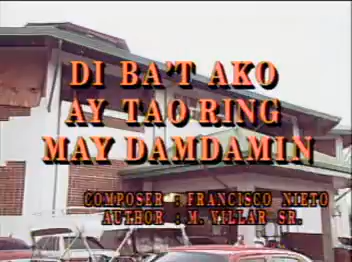 DI BA'T AKO
AY TAO RING
MAY DAMDAMIN
COMPOSER : FRANCISCO NIETO
AUTHOR : M. VILLAR SR.